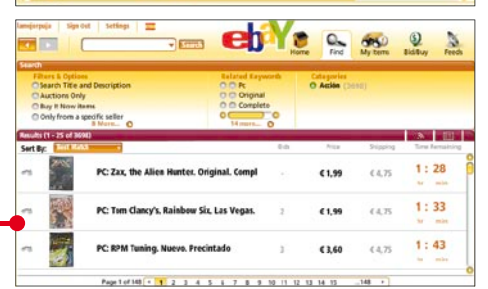 Sign Out Settings
Search
ebaY
Home Find My Items Bid/Buy Feeds
Search
Filters & Options Related Keywords Categories
Search Title and Description Pc Acción (3698)
Auctions Only Original
Buy It Now Items Completo
Only from a specific seller
8 More... 14 more...
Results (1 - 25 of 3698)
Sort By: Best Match Bids Price Shipping Time Remaining
PC: Zax, the Alien Hunter. Original. Compl - € 1,99 € 4,75 1 : 28
PC: Tom Clancy's, Rainbow Six, Las Vegas. 3 € 1,99 € 4,75 1 : 33
PC: RPM Tuning. Nuevo. Precintado 3 € 3,60 € 4,75 1 : 43
Page 1 of 148 1 2 3 4 5 6 7 8 9 10 11 12 13 14 15 ..148